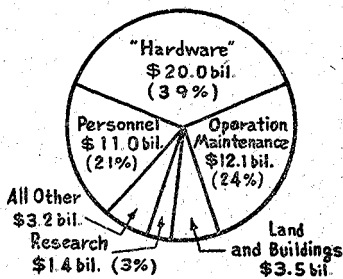 "Hardware"
$20.0 bil.
(39%)
Personnel
$11.0 bil.
(21%)
Operation
Maintenance
$12.1 bil.
(24%)
All Other
$3.2 bil.
Research
$1.4 bil. (3%)
Land
and Buildings
$3.5 bil.